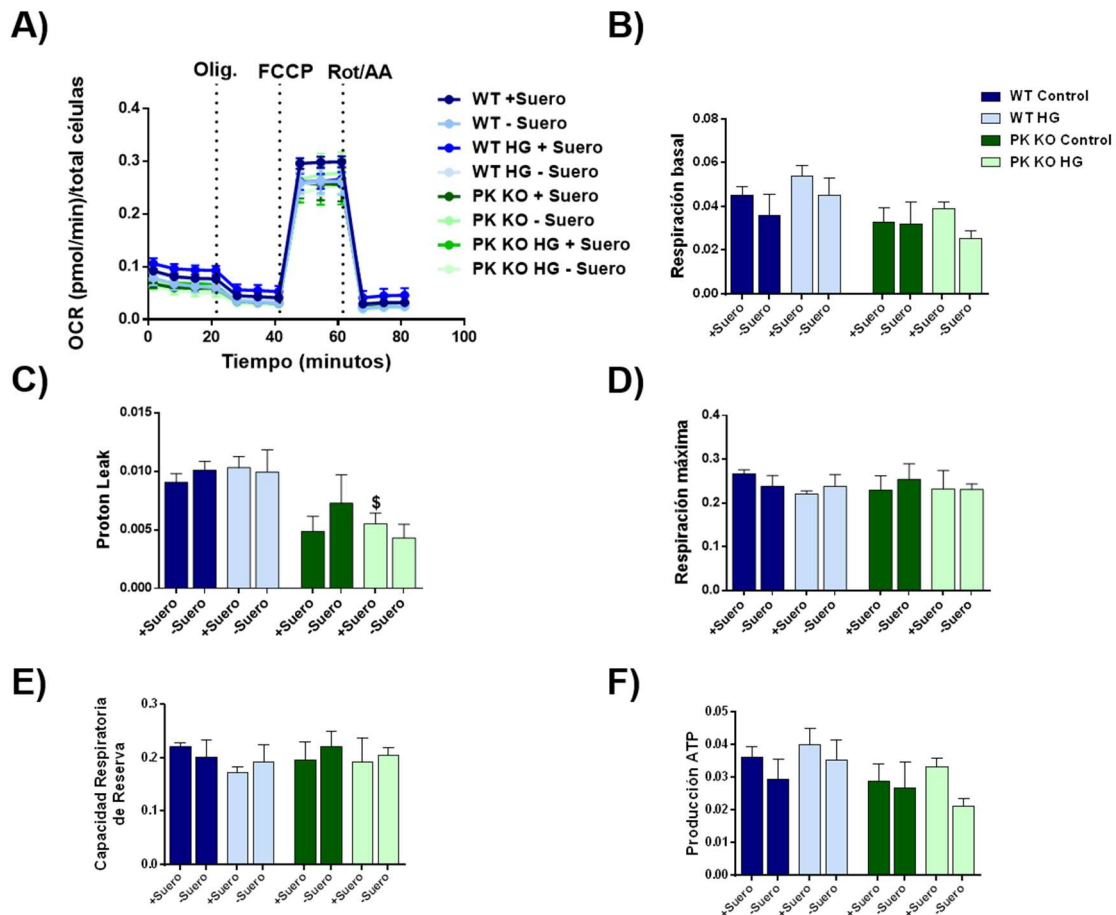 A)
B)
Olig. FCCP Rot/AA
OCR (pmol/min)/total células
0.4
0.3
0.2
0.1
0.0
0 20 40 60 80 100
Tiempo (minutos)
WT +Suero
WT - Suero
WT HG + Suero
WT HG - Suero
PK KO + Suero
PK KO - Suero
PK KO HG + Suero
PK KO HG - Suero
Respiración basal
0.08
0.06
0.04
0.02
0.00
+Suero -Suero +Suero -Suero +Suero -Suero +Suero -Suero
WT Control
WT HG
PK KO Control
PK KO HG
C)
D)
Proton Leak
0.015
0.010
0.005
0.000
$
+Suero -Suero +Suero -Suero +Suero -Suero +Suero -Suero
Respiración máxima
0.4
0.3
0.2
0.1
0.0
+Suero -Suero +Suero -Suero +Suero -Suero +Suero -Suero
E)
F)
Capacidad Respiratoria
de Reserva
0.3
0.2
0.1
0.0
+Suero -Suero +Suero -Suero +Suero -Suero +Suero -Suero
Producción ATP
0.05
0.04
0.03
0.02
0.01
0.00
+Suero -Suero +Suero -Suero +Suero -Suero +Suero -Suero